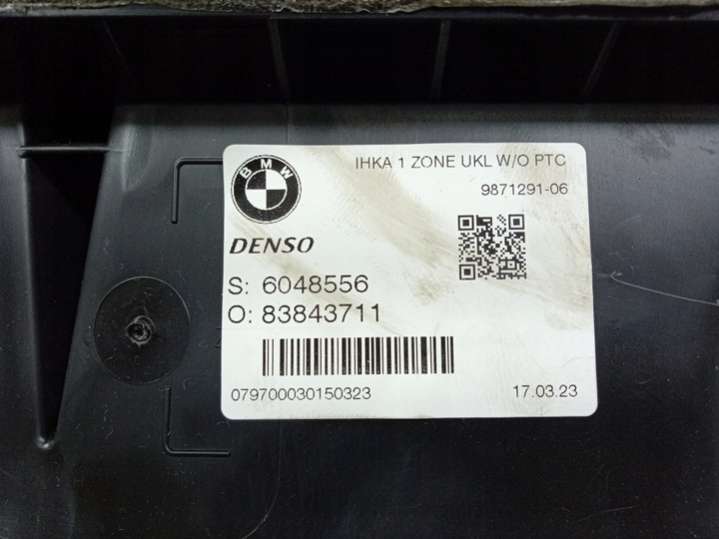 BMW
IHKA 1 ZONE UKL W/O PTC
9871291-06
DENSO
S: 6048556
O: 83843711
079700030150323
17.03.23